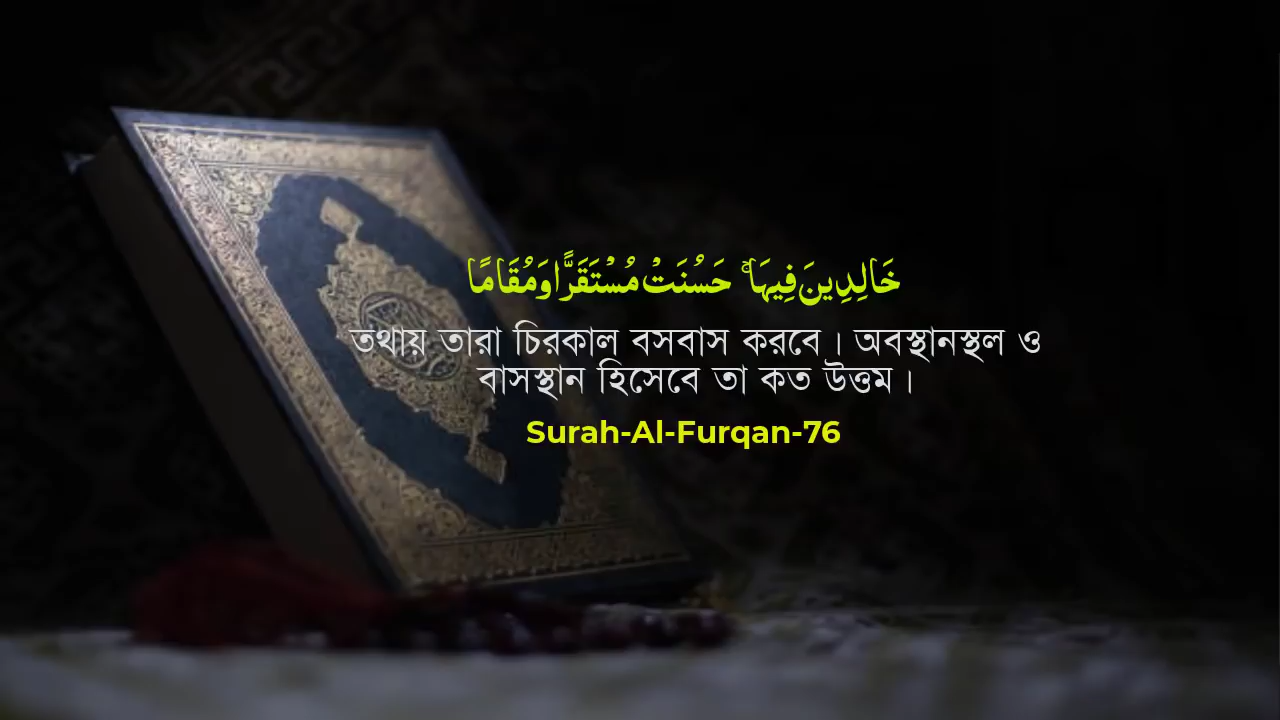 خَالِدِينَ فِيهَا ۚ حَسُنَتْ مُسْتَقَرًّا وَمُقَامًا
তথায় তারা চিরকাল বসবাস করবে। অবস্থানস্থল ও
বাসস্থান হিসেবে তা কত উত্তম।
Surah-Al-Furqan-76